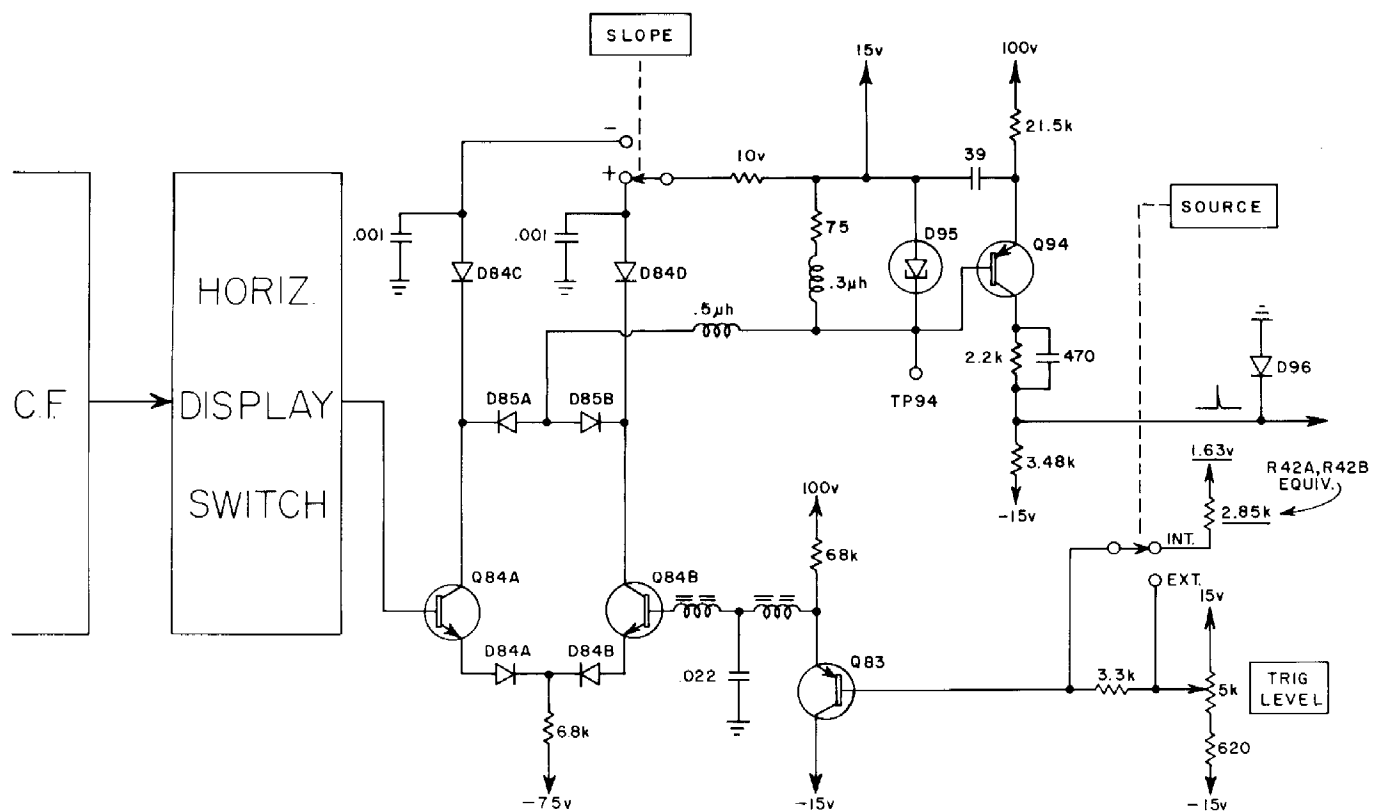 SLOPE
15v
100v
21.5k
-
+
10v
39
SOURCE
.001
.001
75
D95
Q94
HORIZ.
D84C
D84D
.3µh
.5µh
2.2k
470
D96
C.F.
DISPLAY
D85A
D85B
TP94
3.48k
1.63v
R42A, R42B
EQUIV.
SWITCH
100v
-15v
2.85k
INT.
68k
Q84A
Q84B
EXT.
15v
D84A
D84B
.022
Q83
3.3k
5k
TRIG
LEVEL
6.8k
620
-75v
-15v
-15v